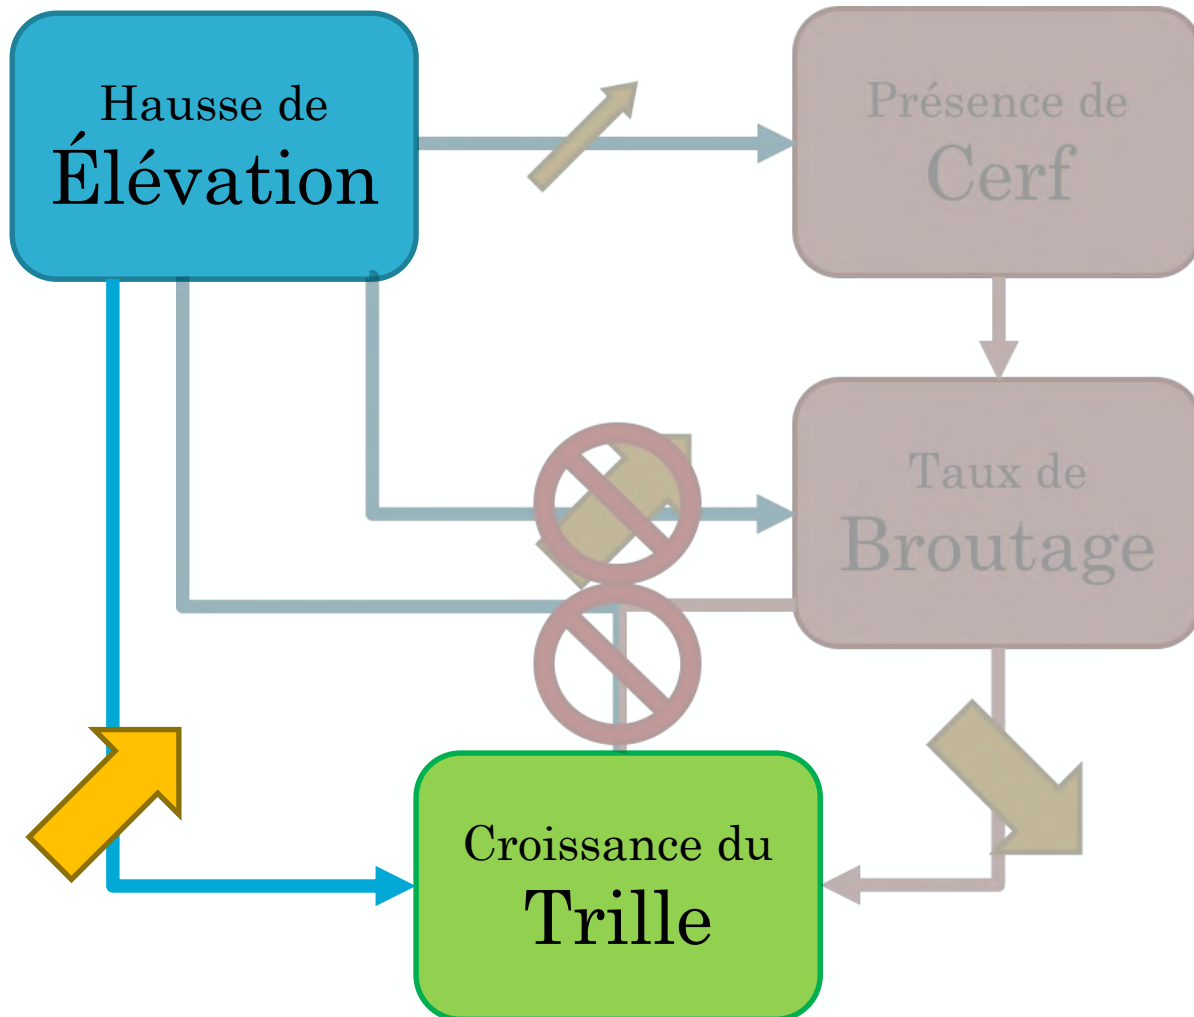 Hausse de
Élévation
Présence de
Cerf
Taux de
Broutage
Croissance du
Trille